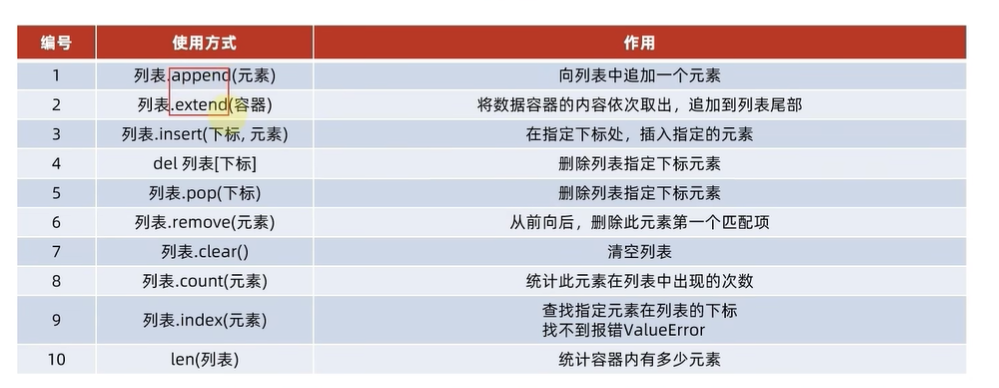 编号 使用方式 作用
1 列表.append(元素) 向列表中追加一个元素
2 列表.extend(容器) 将数据容器的内容依次取出，追加到列表尾部
3 列表.insert(下标, 元素) 在指定下标处，插入指定的元素
4 del 列表[下标] 删除列表指定下标元素
5 列表.pop(下标) 删除列表指定下标元素
6 列表.remove(元素) 从前向后，删除此元素第一个匹配项
7 列表.clear() 清空列表
8 列表.count(元素) 统计此元素在列表中出现的次数
9 列表.index(元素) 查找指定元素在列表的下标
找不到报错ValueError
10 len(列表) 统计容器内有多少元素